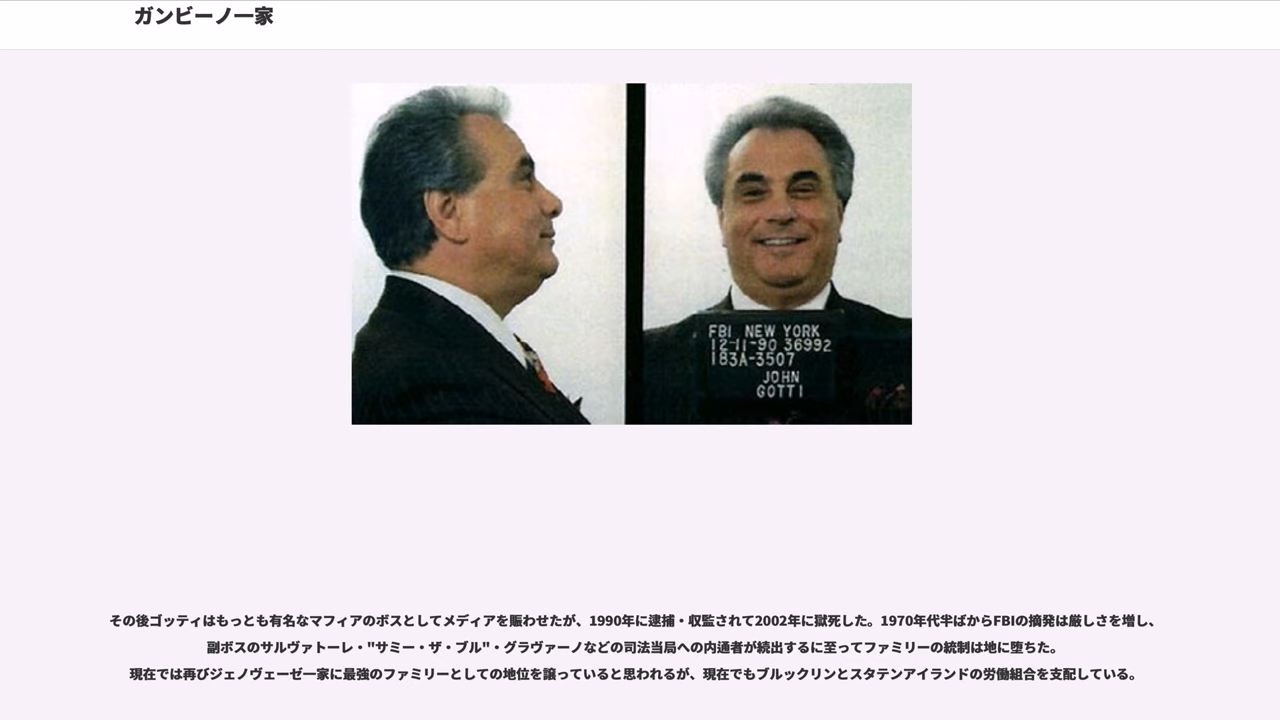 ガンビーノ一家
FBI NEW YORK
12-11-90 36992
183A-3507
JOHN
GOTTI
その後ゴッティはもっとも有名なマフィアのボスとしてメディアを賑わせたが、1990年に逮捕・収監されて2002年に獄死した。1970年代半ばからFBIの摘発は厳しさを増し、
副ボスのサルヴァトーレ・"サミー・ザ・ブル"・グラヴァーノなどの司法当局への内通者が続出するに至ってファミリーの統制は地に堕ちた。
現在では再びジェノヴェーゼ一家に最強のファミリーとしての地位を譲っていると思われるが、現在でもブルックリンとスタテンアイランドの労働組合を支配している。